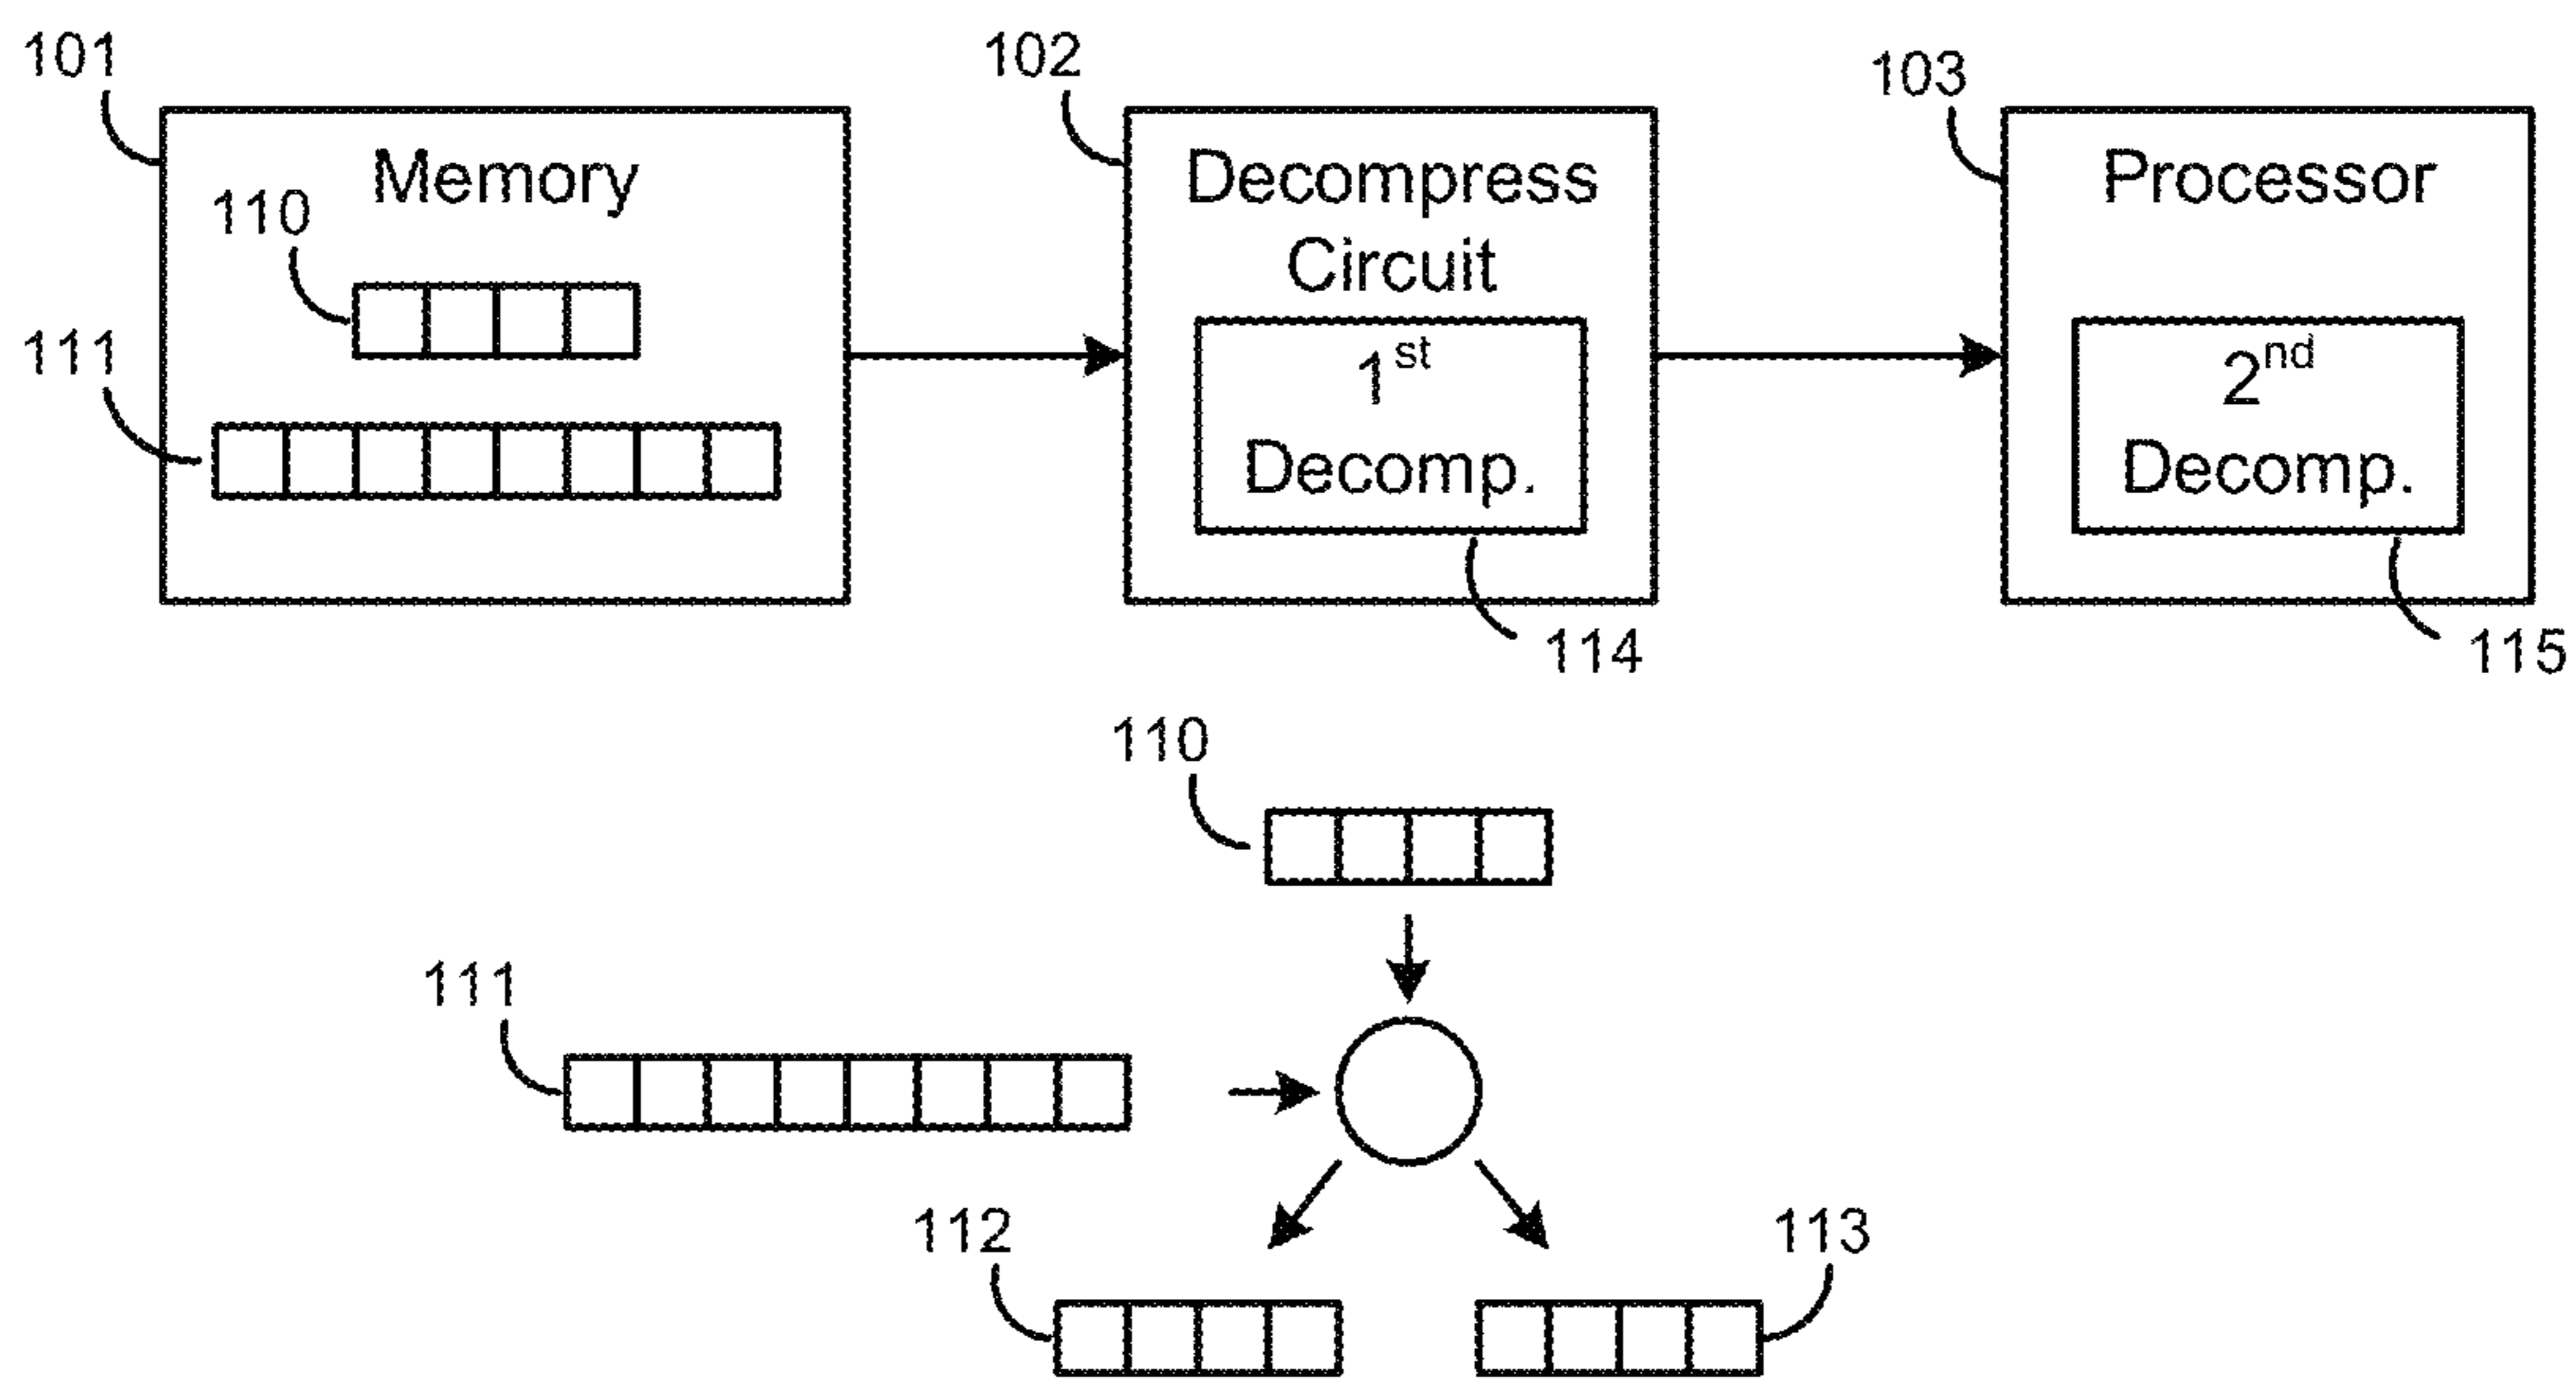 101
102
103
Memory
Decompress
Circuit
Processor
110
111
1st
Decomp.
2nd
Decomp.
114
115
110
111
112
113